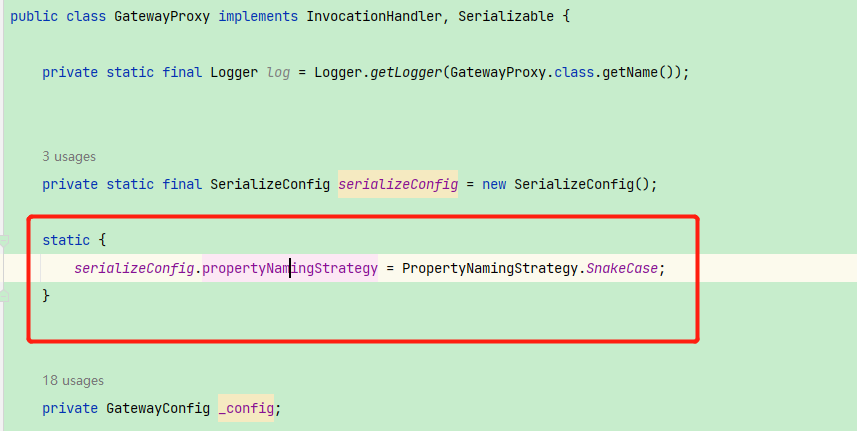 public class GatewayProxy implements InvocationHandler, Serializable {
private static final Logger log = Logger.getLogger(GatewayProxy.class.getName());
3 usages
private static final SerializeConfig serializeConfig = new SerializeConfig();
static {
serializeConfig.propertyNamingStrategy = PropertyNamingStrategy.SnakeCase;
}
18 usages
private GatewayConfig _config;